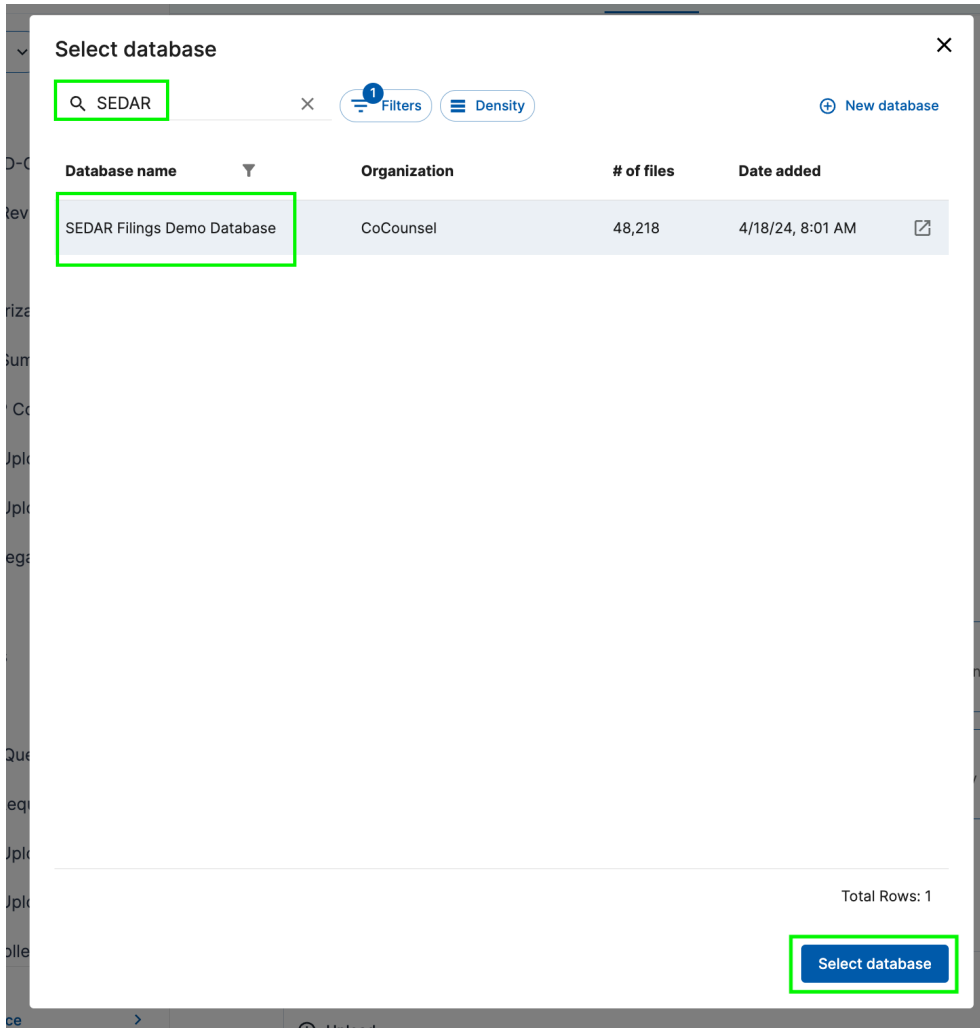 Select database
SEDAR
1
Filters
Density
New database
Database name Organization # of files Date added
SEDAR Filings Demo Database CoCounsel 48,218 4/18/24, 8:01 AM
Total Rows: 1
Select database